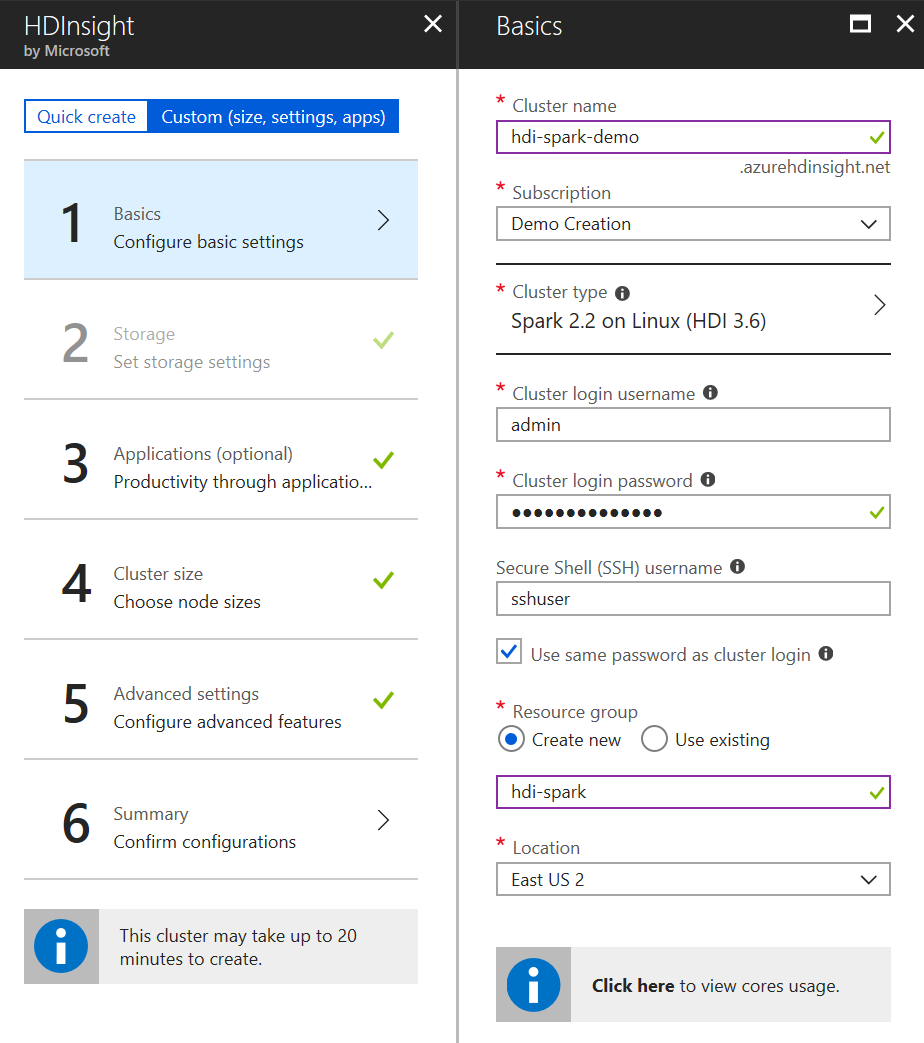 HDInsight
by Microsoft
Quick create
Custom (size, settings, apps)
1
Basics
Configure basic settings
2
Storage
Set storage settings
3
Applications (optional)
Productivity through applicatio...
4
Cluster size
Choose node sizes
5
Advanced settings
Configure advanced features
6
Summary
Confirm configurations
This cluster may take up to 20
minutes to create.
Basics
* Cluster name
hdi-spark-demo
.azurehdinsight.net
* Subscription
Demo Creation
* Cluster type
Spark 2.2 on Linux (HDI 3.6)
* Cluster login username
admin
* Cluster login password
••••••••••••••
Secure Shell (SSH) username
sshuser
Use same password as cluster login
* Resource group
Create new
Use existing
hdi-spark
* Location
East US 2
Click here to view cores usage.